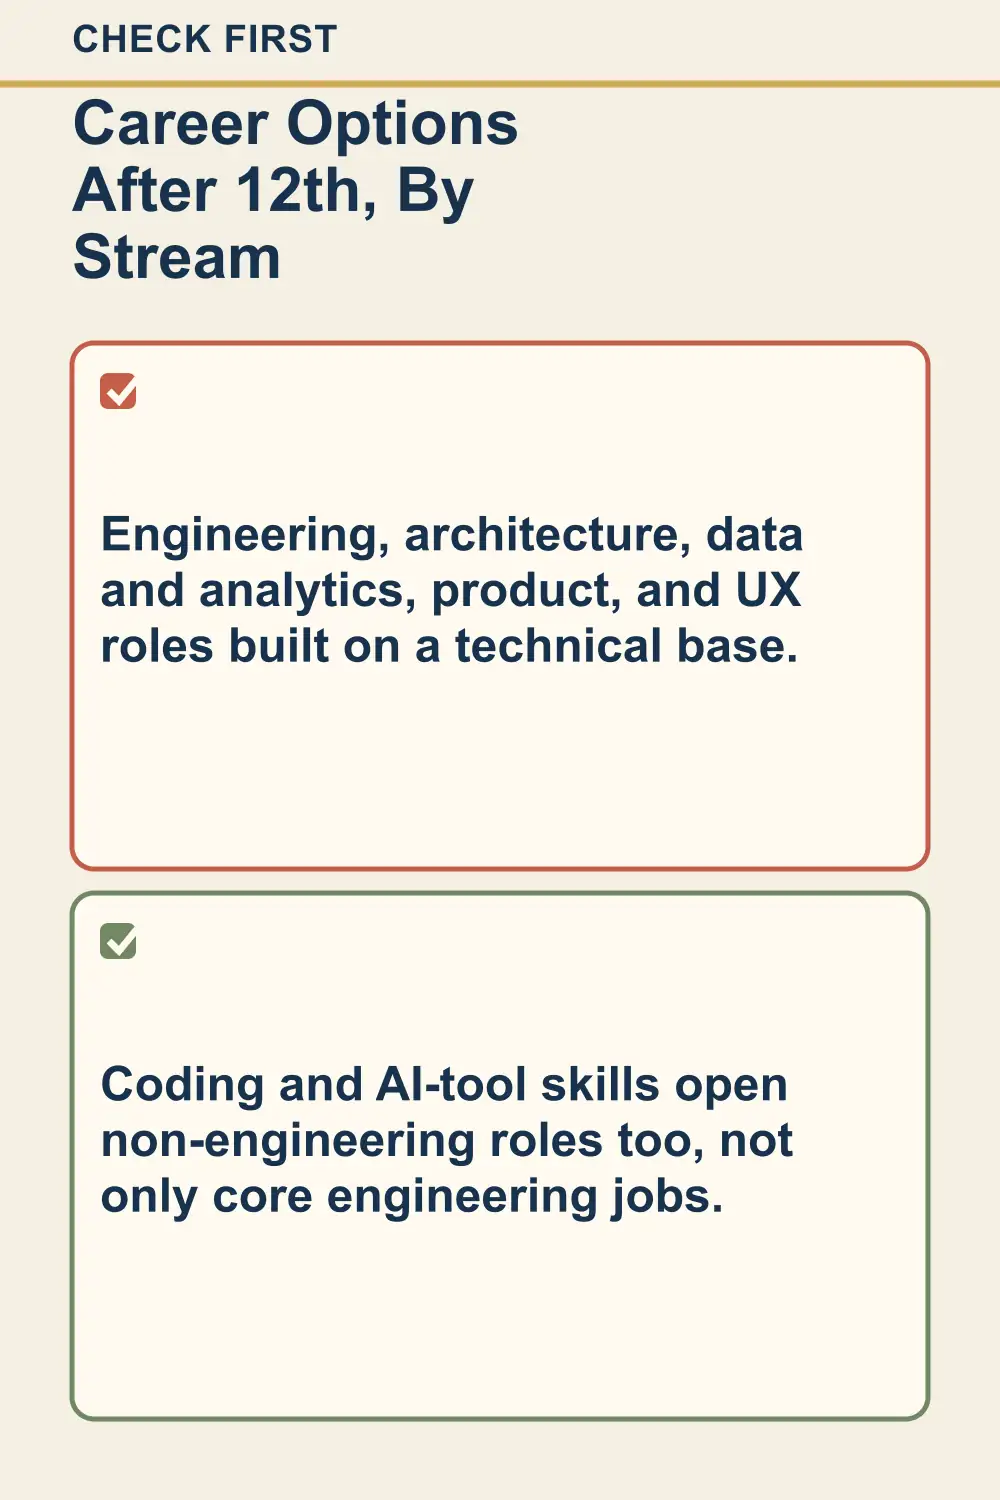 CHECK FIRST
Career Options
After 12th, By
Stream
Engineering, architecture, data
and analytics, product, and UX
roles built on a technical base.
Coding and AI-tool skills open
non-engineering roles too, not
only core engineering jobs.